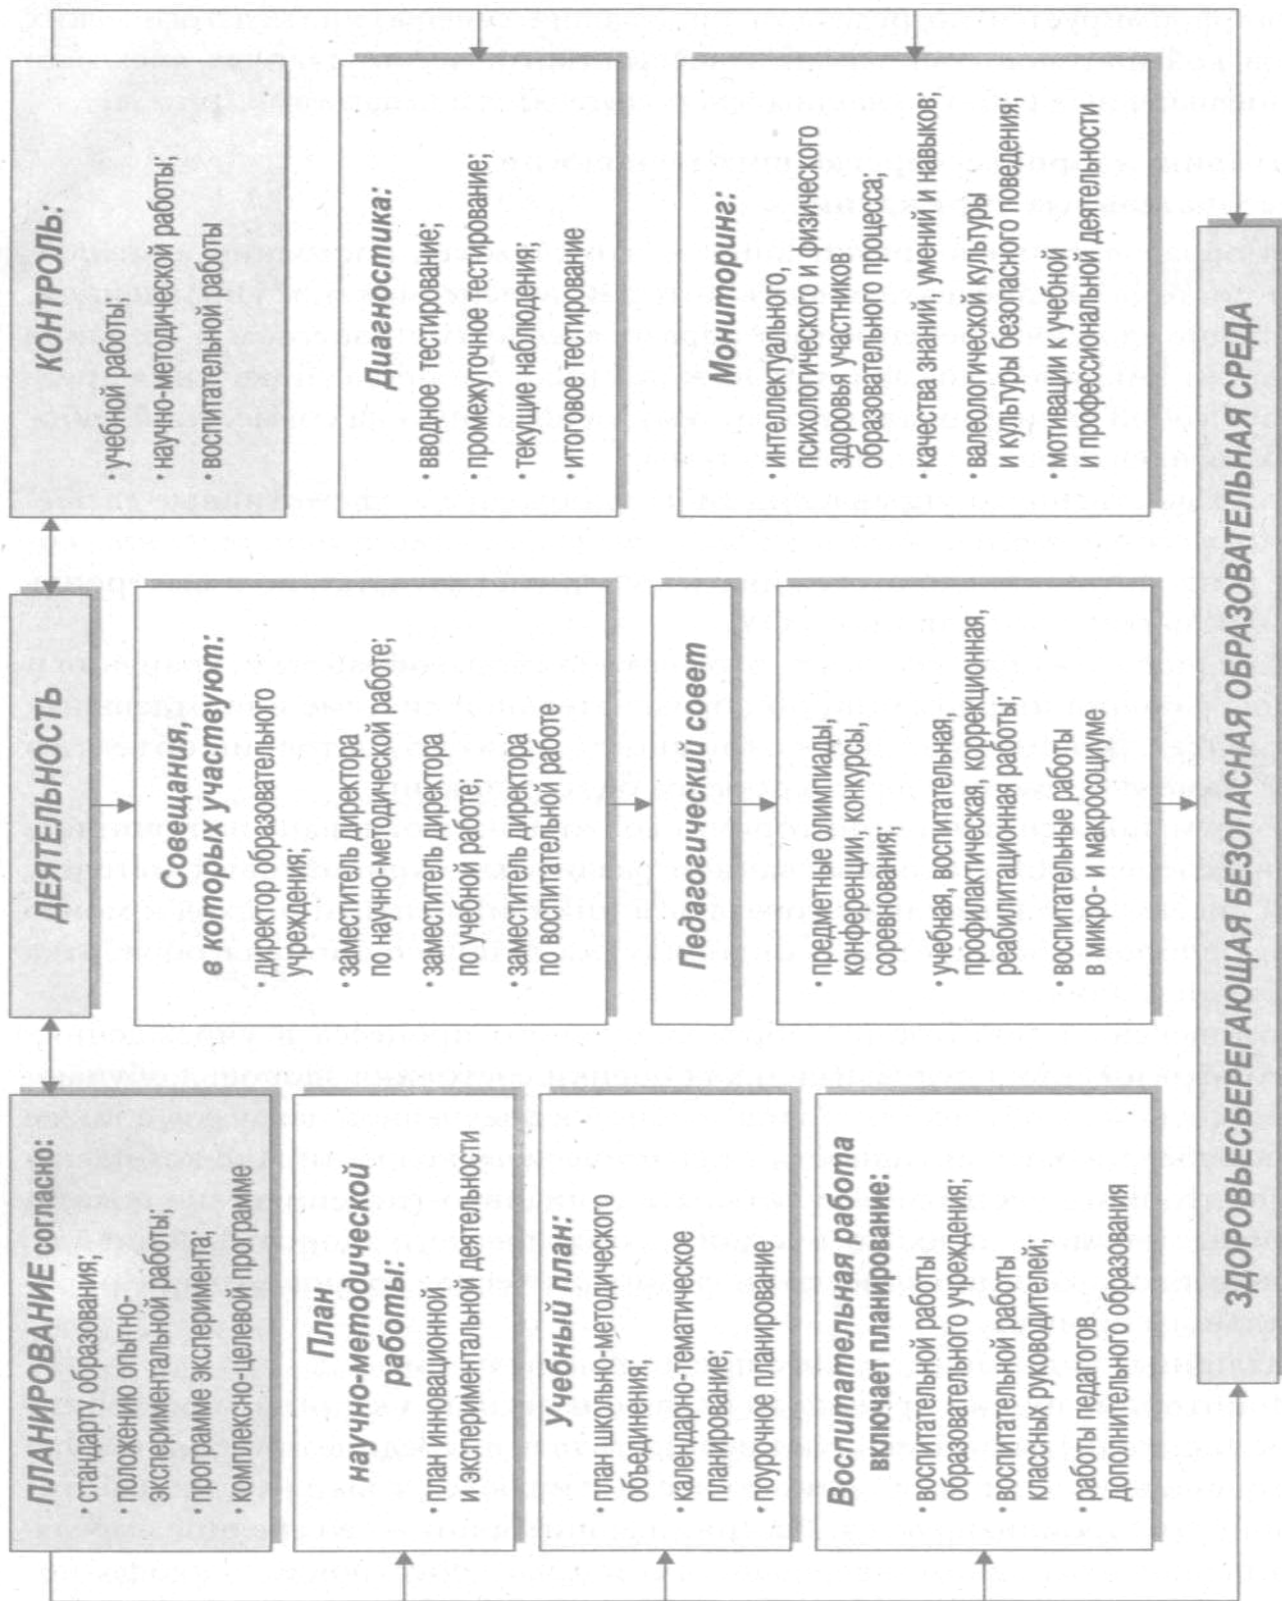 ПЛАНИРОВАНИЕ согласно:
• стандарту образования;
• положению опытно-
экспериментальной работы;
• программе эксперимента;
• комплексно-целевой программе
План
научно-методической
работы:
• план инновационной
и экспериментальной деятельности
Учебный план:
• план школьно-методического
объединения;
• календарно-тематическое
планирование;
• поурочное планирование
Воспитательная работа
включает планирование:
• воспитательной работы
образовательного учреждения;
• воспитательной работы
классных руководителей;
• работы педагогов
дополнительного образования
ДЕЯТЕЛЬНОСТЬ
Совещания,
в которых участвуют:
• директор образовательного
учреждения;
• заместитель директора
по научно-методической работе;
• заместитель директора
по учебной работе;
• заместитель директора
по воспитательной работе
Педагогический совет
• предметные олимпиады,
конференции, конкурсы,
соревнования;
• учебная, воспитательная,
профилактическая, коррекционная,
реабилитационная работы;
• воспитательные работы
в микро- и макросоциуме
КОНТРОЛЬ:
• учебной работы
• научно-методической работы;
• воспитательной работы
Диагностика:
• вводное тестирование;
• промежуточное тестирование;
• текущие наблюдения;
• итоговое тестирование
Мониторинг:
• интеллектуального,
психологического и физического
здоровья участников
образовательного процесса;
• качества знаний, умений и навыков;
• валеологической культуры
и культуры безопасного поведения;
• мотивации к учебной
и профессиональной деятельности
ЗДОРОВЬЕСБЕРЕГАЮЩАЯ БЕЗОПАСНАЯ ОБРАЗОВАТЕЛЬНАЯ СРЕДА